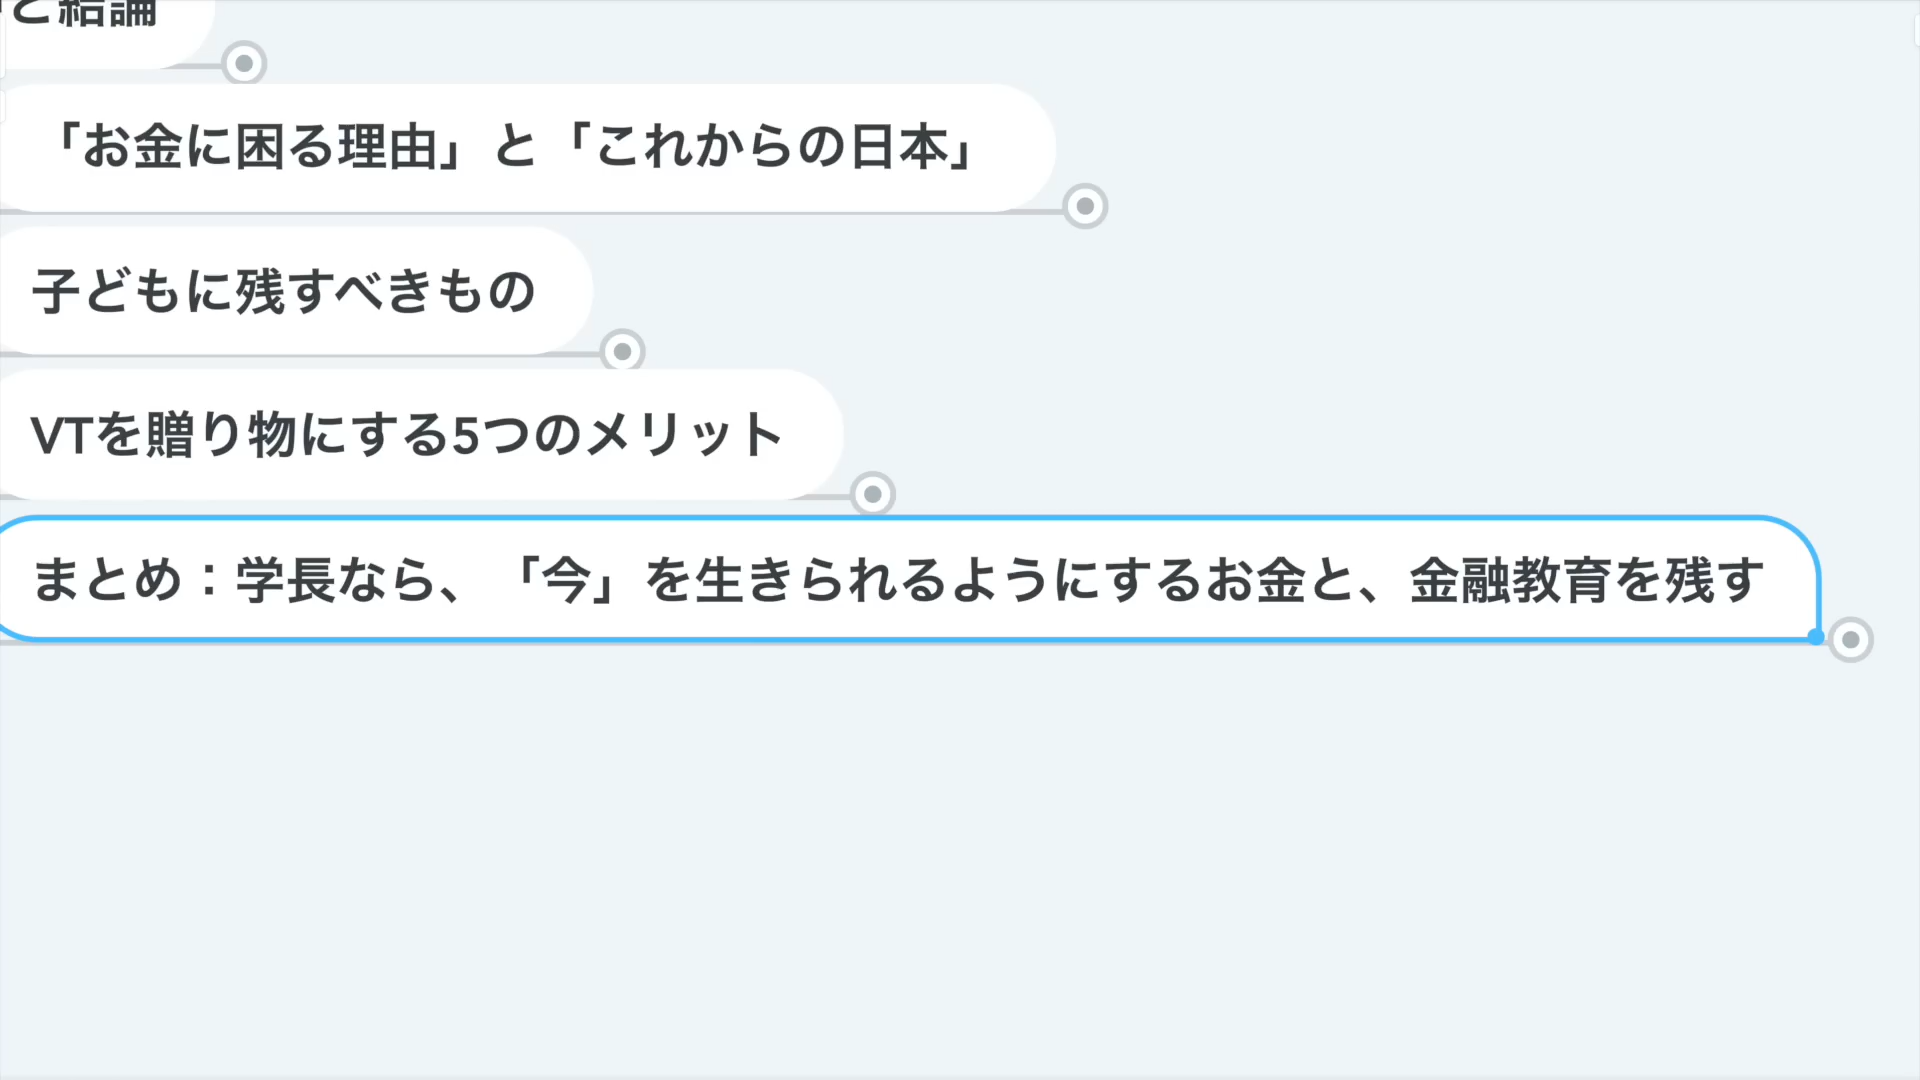 と結論
「お金に困る理由」と「これからの日本」
子どもに残すべきもの
VTを贈り物にする5つのメリット
まとめ：学長なら、「今」を生きられるようにするお金と、金融教育を残す